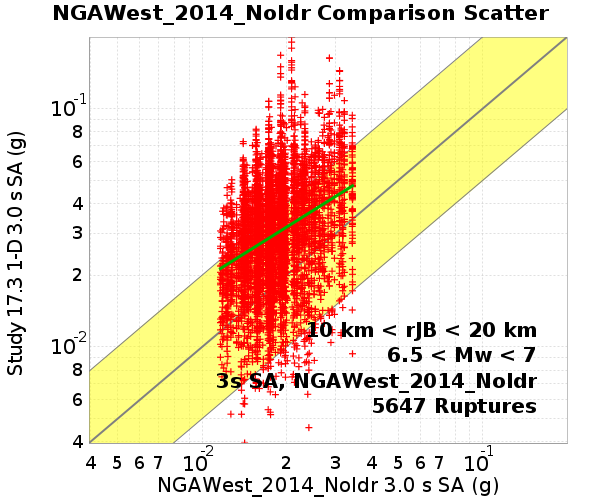 NGAWest_2014_NoIdr Comparison Scatter
Study 17.3 1-D 3.0 s SA (g)
10-1
8
6
4
3
2
10-2
8
6
4
10 km < rJB < 20 km
6.5 < Mw < 7
3s SA, NGAWest_2014_NoIdr
5647 Ruptures
4 5 6 7 10-2 2 3 4 5 6 7 10-1
NGAWest_2014_NoIdr 3.0 s SA (g)